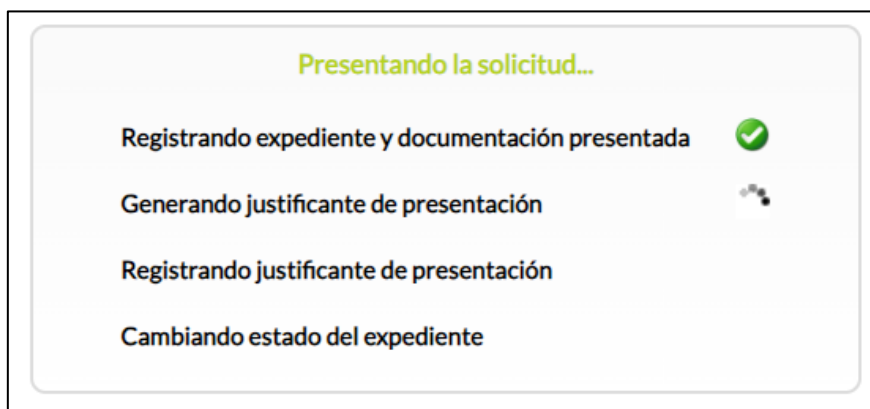 Presentando la solicitud...
Registrando expediente y documentación presentada
Generando justificante de presentación
Registrando justificante de presentación
Cambiando estado del expediente